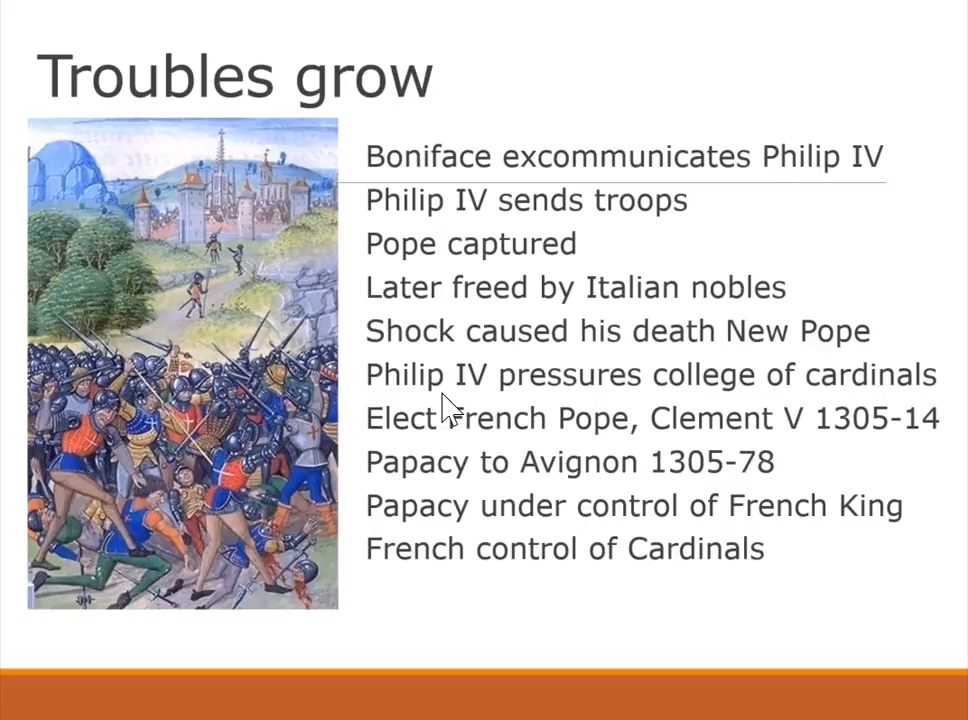 Troubles grow
Boniface excommunicates Philip IV
Philip IV sends troops
Pope captured
Later freed by Italian nobles
Shock caused his death New Pope
Philip IV pressures college of cardinals
Elect French Pope, Clement V 1305-14
Papacy to Avignon 1305-78
Papacy under control of French King
French control of Cardinals